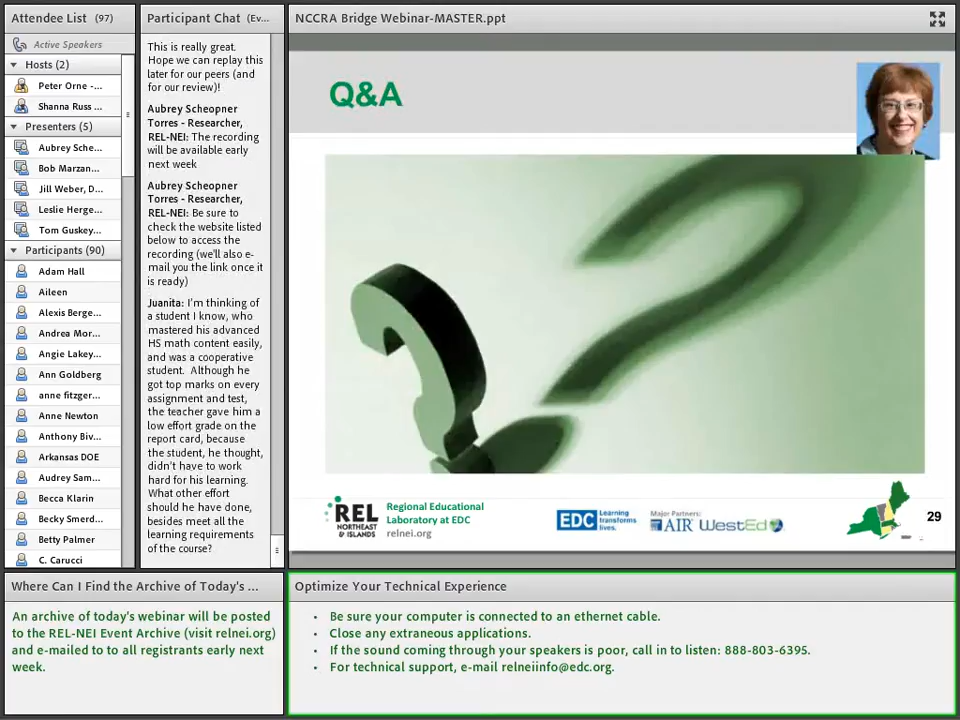 Attendee List (97)
Active Speakers
Hosts (2)
Peter Orne -...
Shanna Russ ...
Presenters (5)
Aubrey Sche...
Bob Marzan...
Jill Weber, D...
Leslie Herge...
Tom Guskey...
Participants (90)
Adam Hall
Aileen
Alexis Berge...
Andrea Mor...
Angie Lakey...
Ann Goldberg
anne fitzger...
Anne Newton
Anthony Biv...
Arkansas DOE
Audrey Sam...
Becca Klarin
Becky Smerd...
Betty Palmer
C. Carucci
Participant Chat (Ev...
This is really great.
Hope we can replay this
later for our peers (and
for our review)!
Aubrey Scheopner
Torres - Researcher,
REL-NEI: The recording
will be available early
next week
Aubrey Scheopner
Torres - Researcher,
REL-NEI: Be sure to
check the website listed
below to access the
recording (we'll also e-
mail you the link once it
is ready)
Juanita: I'm thinking of
a student I know, who
mastered his advanced
HS math content easily,
and was a cooperative
student. Although he
got top marks on every
assignment and test,
the teacher gave him a
low effort grade on the
report card, because
the student, he thought,
didn't have to work
hard for his learning.
What other effort
should he have done,
besides meet all the
learning requirements
of the course?
NCCRA Bridge Webinar-MASTER.ppt
Q&A
REL
NORTHEAST
& ISLANDS
Regional Educational
Laboratory at EDC
relnei.org
EDC Learning
transforms
lives.
Major Partners:
AIR WestEd
29
Where Can I Find the Archive of Today's ...
An archive of today's webinar will be posted
to the REL-NEI Event Archive (visit relnei.org)
and e-mailed to to all registrants early next
week.
Optimize Your Technical Experience
• Be sure your computer is connected to an ethernet cable.
• Close any extraneous applications.
• If the sound coming through your speakers is poor, call in to listen: 888-803-6395.
• For technical support, e-mail relneiinfo@edc.org.